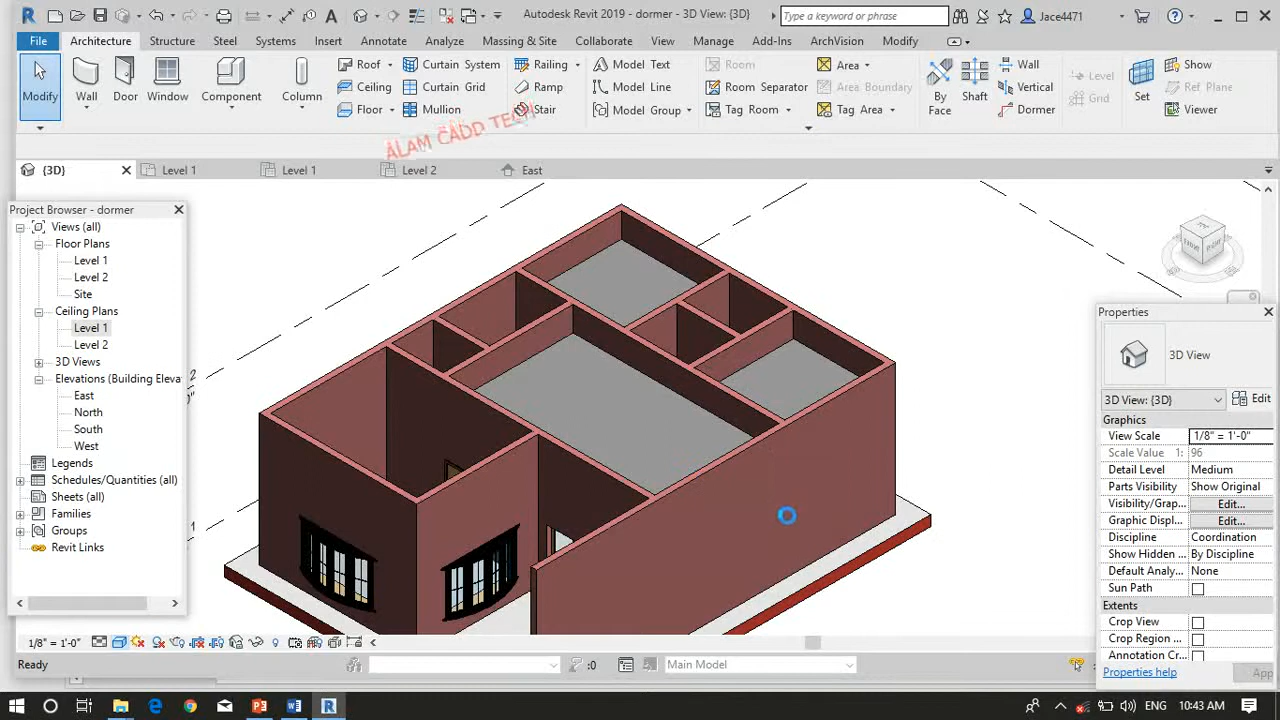 Autodesk Revit 2019 - dormer - 3D View: {3D}
Type a keyword or phrase
Jace4471
File Architecture Structure Steel Systems Insert Annotate Analyze Massing & Site Collaborate View Manage Add-Ins ArchVision Modify
Modify
Wall
Door
Window
Component
Column
Roof
Ceiling
Floor
Curtain System
Curtain Grid
Mullion
Railing
Ramp
Stair
Model Text
Model Line
Model Group
Room
Room Separator
Tag Room
Area
Area Boundary
Tag Area
By
Face
Shaft
Wall
Vertical
Dormer
Level
Grid
Set
Show
Ref Plane
Viewer
ALAM CADD TECH
{3D}
Level 1
Level 1
Level 2
East
Project Browser - dormer
Views (all)
Floor Plans
Level 1
Level 2
Site
Ceiling Plans
Level 1
Level 2
3D Views
Elevations (Building Eleva
East
North
South
West
Legends
Schedules/Quantities (all)
Sheets (all)
Families
Groups
Revit Links
Properties
3D View
3D View: {3D}
Edit
Graphics
View Scale 1/8" = 1'-0"
Scale Value 1: 96
Detail Level Medium
Parts Visibility Show Original
Visibility/Grap... Edit...
Graphic Displ... Edit...
Discipline Coordination
Show Hidden ... By Discipline
Default Analy... None
Sun Path
Extents
Crop View
Crop Region ...
Annotation Cr...
Properties help
App
1/8" = 1'-0"
Ready
:0
Main Model
ENG 10:43 AM